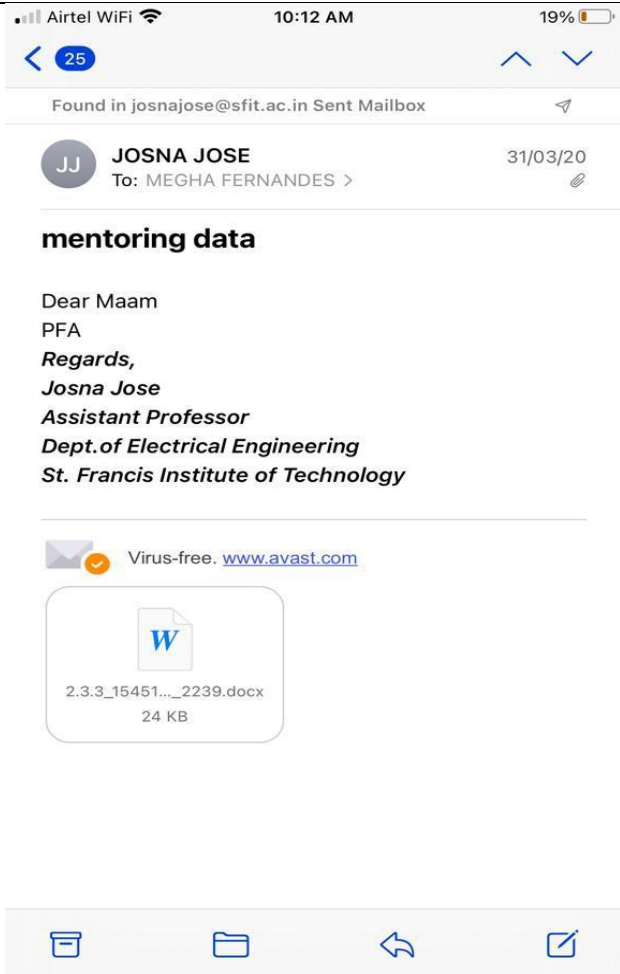 Airtel WiFi 10:12 AM 19%
25
Found in josnajose@sfit.ac.in Sent Mailbox
JJ JOSNA JOSE 31/03/20
To: MEGHA FERNANDES >
mentoring data
Dear Maam
PFA
Regards,
Josna Jose
Assistant Professor
Dept.of Electrical Engineering
St. Francis Institute of Technology
Virus-free. www.avast.com
W
2.3.3_15451..._2239.docx
24 KB